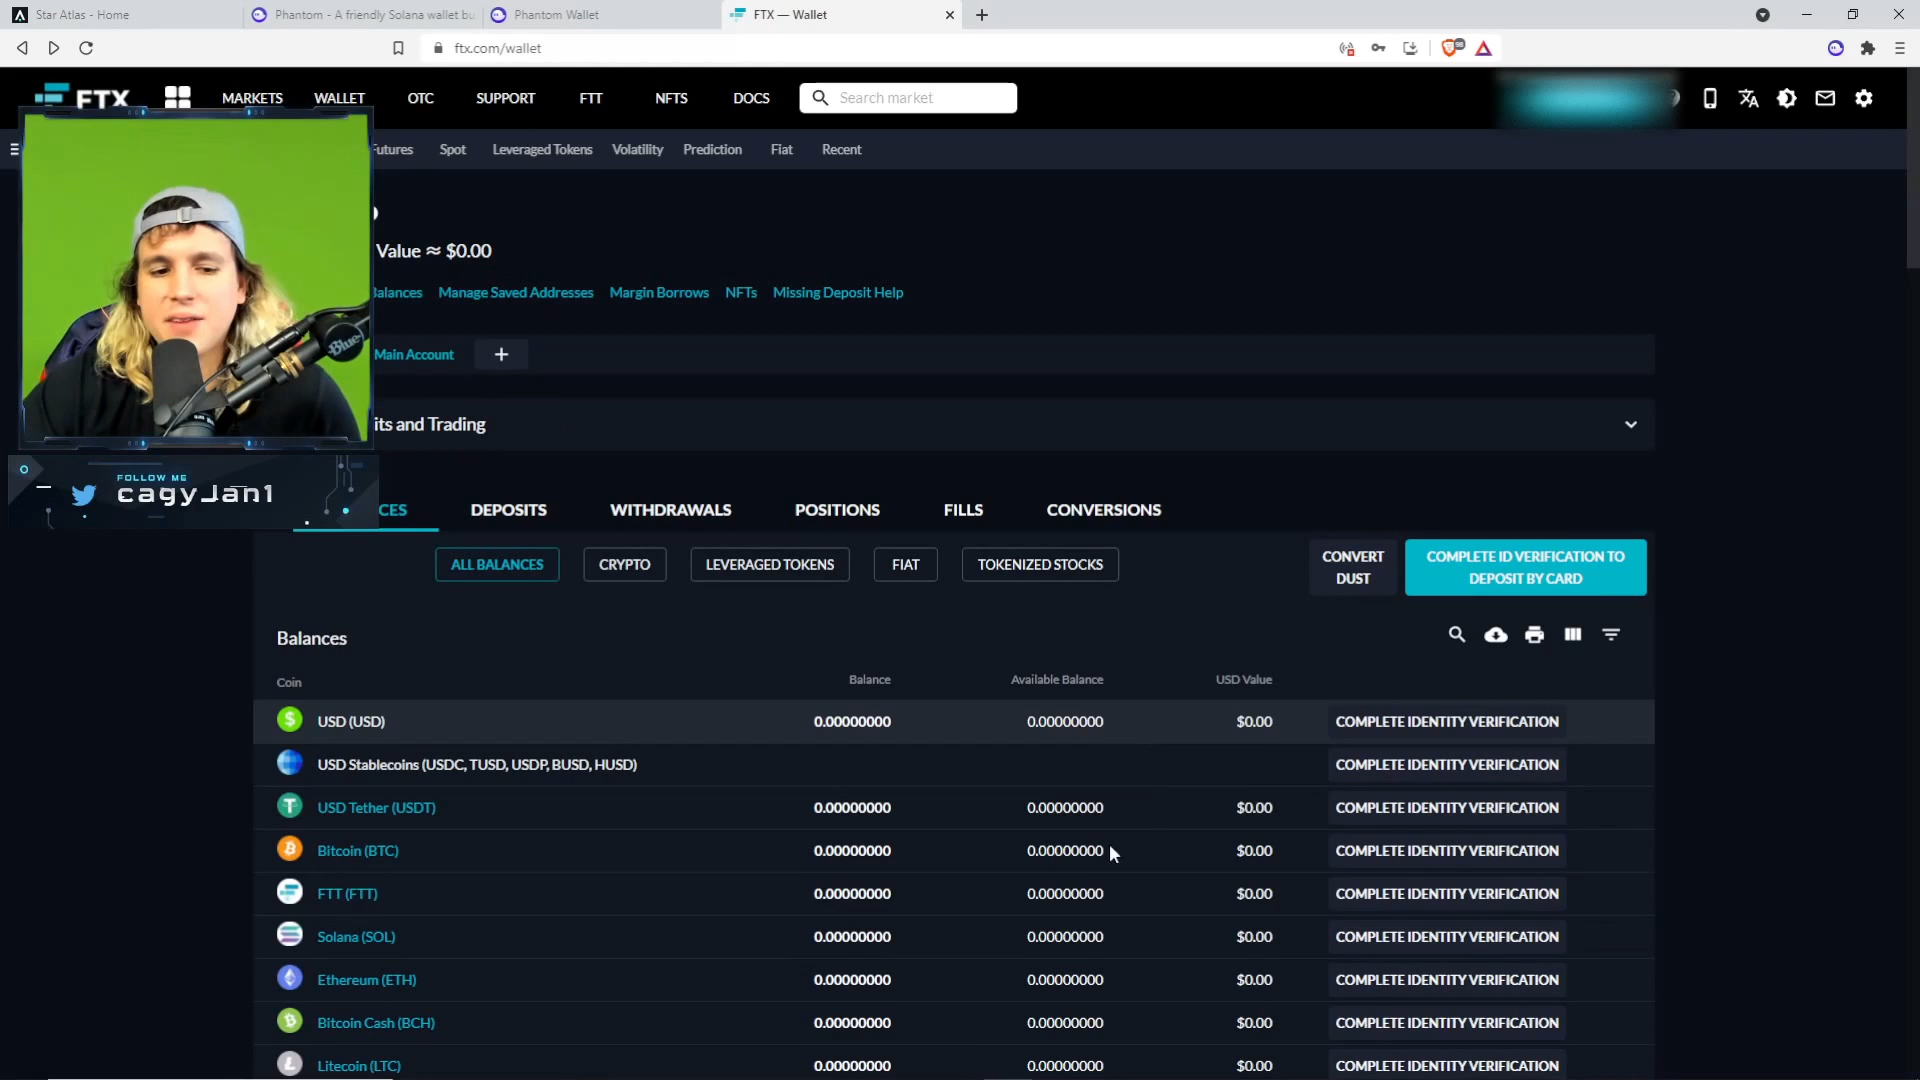 Star Atlas - Home
Phantom - A friendly Solana wallet bu
Phantom Wallet
FTX — Wallet
ftx.com/wallet
98
FTX
MARKETS
WALLET
OTC
SUPPORT
FTT
NFTS
DOCS
Search market
Futures
Spot
Leveraged Tokens
Volatility
Prediction
Fiat
Recent
Value ≈ $0.00
Balances
Manage Saved Addresses
Margin Borrows
NFTs
Missing Deposit Help
Main Account
+
its and Trading
Blue
FOLLOW ME
cagyJan1
CES
DEPOSITS
WITHDRAWALS
POSITIONS
FILLS
CONVERSIONS
ALL BALANCES
CRYPTO
LEVERAGED TOKENS
FIAT
TOKENIZED STOCKS
CONVERT
DUST
COMPLETE ID VERIFICATION TO
DEPOSIT BY CARD
Balances
Coin Balance Available Balance USD Value
USD (USD) 0.00000000 0.00000000 $0.00 COMPLETE IDENTITY VERIFICATION
USD Stablecoins (USDC, TUSD, USDP, BUSD, HUSD) COMPLETE IDENTITY VERIFICATION
USD Tether (USDT) 0.00000000 0.00000000 $0.00 COMPLETE IDENTITY VERIFICATION
Bitcoin (BTC) 0.00000000 0.00000000 $0.00 COMPLETE IDENTITY VERIFICATION
FTT (FTT) 0.00000000 0.00000000 $0.00 COMPLETE IDENTITY VERIFICATION
Solana (SOL) 0.00000000 0.00000000 $0.00 COMPLETE IDENTITY VERIFICATION
Ethereum (ETH) 0.00000000 0.00000000 $0.00 COMPLETE IDENTITY VERIFICATION
Bitcoin Cash (BCH) 0.00000000 0.00000000 $0.00 COMPLETE IDENTITY VERIFICATION
Litecoin (LTC) 0.00000000 0.00000000 $0.00 COMPLETE IDENTITY VERIFICATION